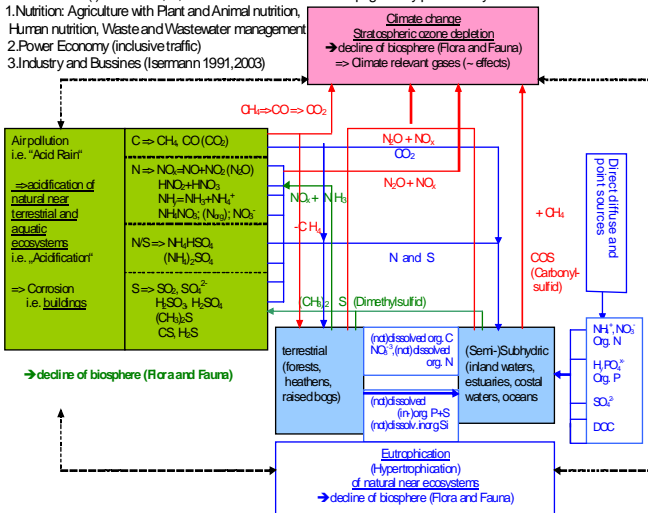 1.Nutrition: Agriculture with Plant and Animal nutrition,
Human nutrition, Waste and Wastewater management
2.Power Economy (inclusive traffic)
3.Industry and Bussines (Isermann 1991,2003)
Climate change
Stratospheric ozone depletion
➔decline of biosphere (Flora and Fauna)
=> Climate relevant gases (~ effects)
CH₄=>CO=> CO₂
Air pollution
i.e. "Acid Rain"
=>acidification of
natural near
terrestrial and
aquatic
ecosystems
i.e. „Acidification"
=> Corrosion
i.e. buildings
C => CH₄, CO (CO₂)
N => NOₓ=NO+NO₂ (N₂O)
HNO₂+HNO₃
NHᵧ=NH₃+NH₄⁺
NH₄NO₃; (Norg); NO₃⁻
N/S => NH₄HSO₄
(NH₄)₂SO₄
S => SO₂, SO₄²⁻
H₂SO₃, H₂SO₄
(CH₃)₂S
CS, H₂S
➔decline of biosphere (Flora and Fauna)
N₂O + NOₓ
CO₂
N₂O + NOₓ
NOₓ + NH₃
-CH₄
N and S
(CH₃)₂ S (Dimethylsulfid)
+ CH₄
COS
(Carbonyl-
sulfid)
Direct diffuse and
point sources
terrestrial
(forests,
heathens,
raised bogs)
(not)dissolved org. C
NO₃⁻,(not)dissolved
org. N
(not)dissolved
(in-)org. P+S
(not)dissolv.inorg.Si
(Semi-)Subhydric
(inland waters,
estuaries, costal
waters, oceans
NH₄⁺, NO₃⁻
Org. N
HᵧPO₄ˣ⁻
Org. P
SO₄²⁻
DOC
Eutrophication
(Hypertrophication)
of natural near ecosystems
➔decline of biosphere (Flora and Fauna)